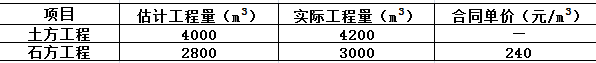 项目 估计工程量（m³） 实际工程量（m³） 合同单价（元/m³）
土方工程 4000 4200 —
石方工程 2800 3000 240